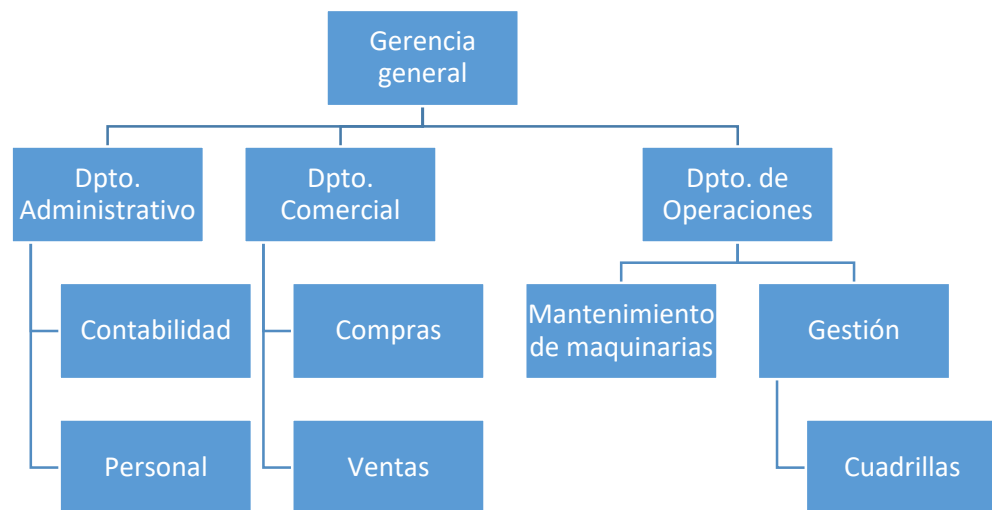 Gerencia
general
Dpto.
Administrativo
Dpto.
Comercial
Dpto. de
Operaciones
Contabilidad
Compras
Mantenimiento
de maquinarias
Gestión
Personal
Ventas
Cuadrillas